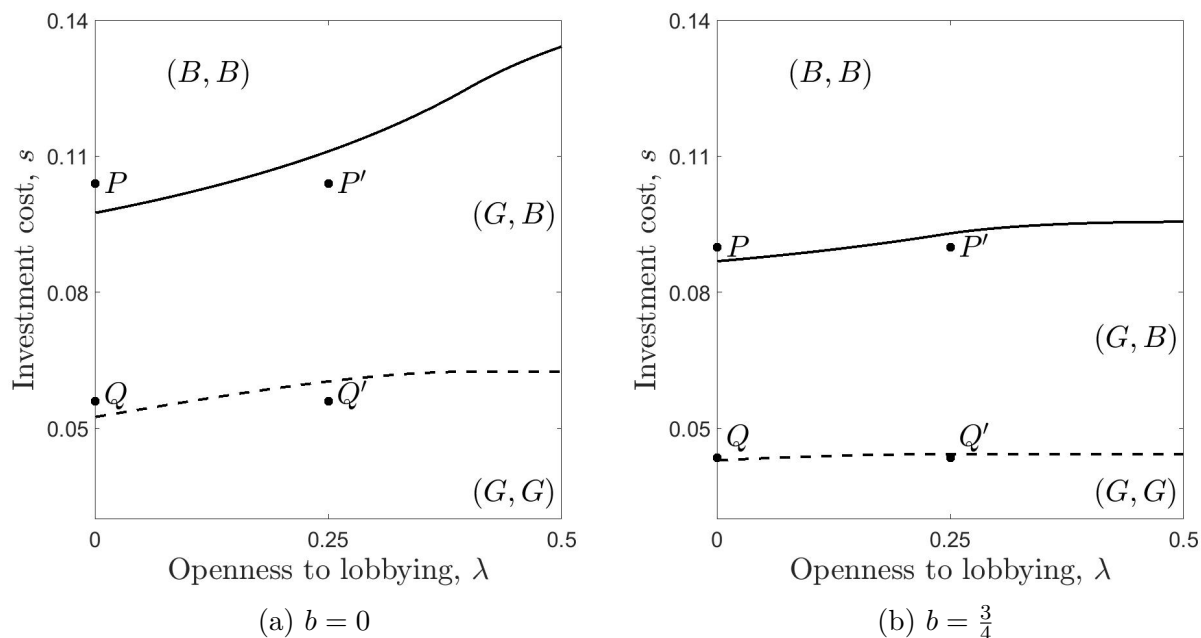 0.14
(B, B)
0.11
P
P′
(G, B)
0.08
Q
Q′
0.05
(G, G)
0
0.25
0.5
Investment cost, s
Openness to lobbying, λ
(a) b = 0
0.14
(B, B)
0.11
P
P′
0.08
(G, B)
0.05
Q
Q′
(G, G)
0
0.25
0.5
Investment cost, s
Openness to lobbying, λ
(b) b = 3/4